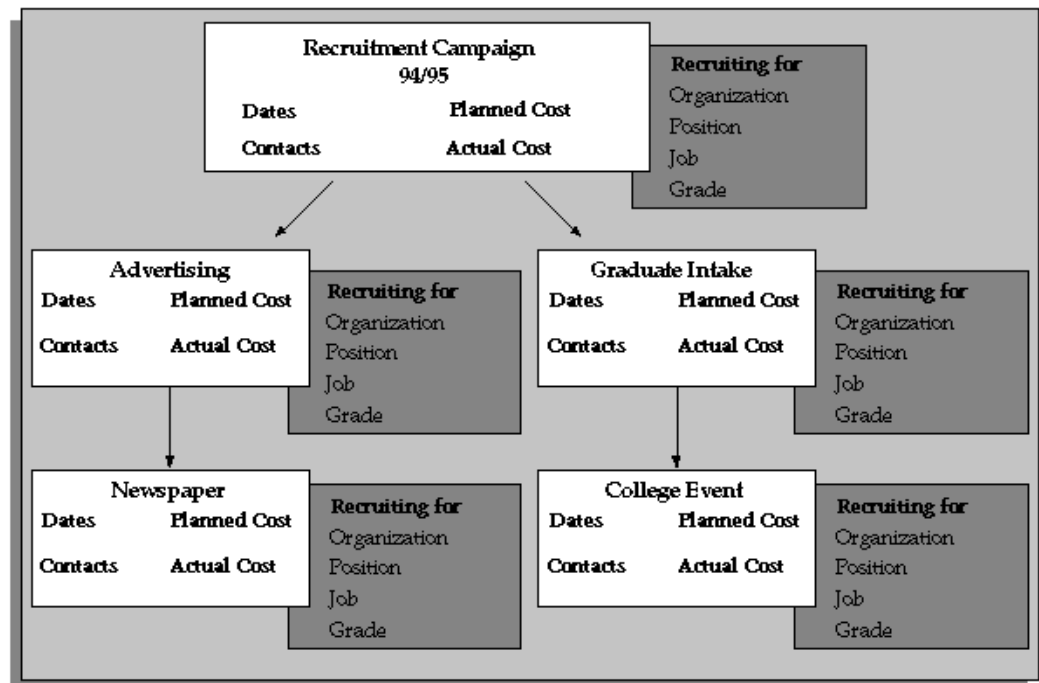 Recruitment Campaign
94/95
Dates Planned Cost
Contacts Actual Cost
Recruiting for
Organization
Position
Job
Grade
Advertising
Dates Planned Cost
Contacts Actual Cost
Recruiting for
Organization
Position
Job
Grade
Graduate Intake
Dates Planned Cost
Contacts Actual Cost
Recruiting for
Organization
Position
Job
Grade
Newspaper
Dates Planned Cost
Contacts Actual Cost
Recruiting for
Organization
Position
Job
Grade
College Event
Dates Planned Cost
Contacts Actual Cost
Recruiting for
Organization
Position
Job
Grade